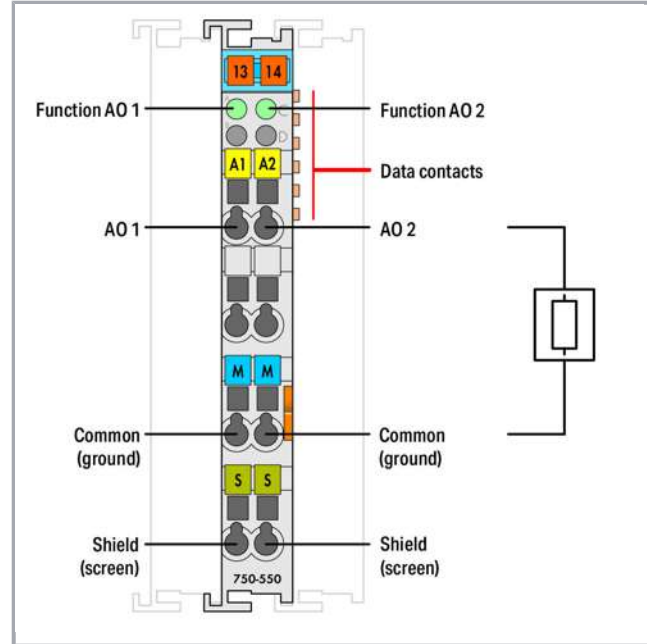 13 14
Function AO 1
Function AO 2
C
D
A1 A2
Data contacts
AO 1
AO 2
M M
Common
(ground)
Common
(ground)
S S
Shield
(screen)
Shield
(screen)
750-550